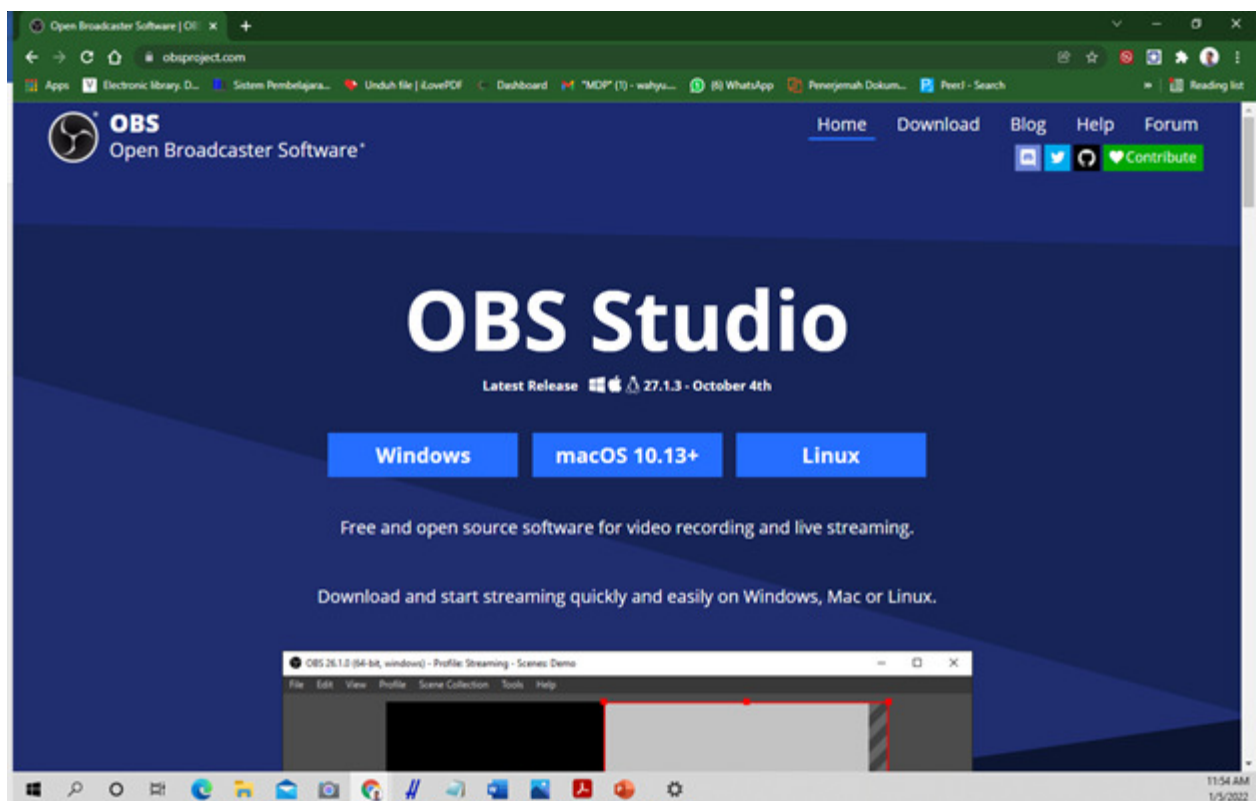 Open Broadcaster Software | OB
obsproject.com
Apps Electronic library. D... Sistem Pembelajara... Unduh file | iLovePDF Dashboard "MDP" (1) - wahyu... (6) WhatsApp Penerjemah Dokum... PeerJ - Search » Reading list
OBS
Open Broadcaster Software
Home Download Blog Help Forum
Contribute
OBS Studio
Latest Release 27.1.3 - October 4th
Windows macOS 10.13+ Linux
Free and open source software for video recording and live streaming.
Download and start streaming quickly and easily on Windows, Mac or Linux.
OBS 26.1.0 (64-bit, windows) - Profile: Streaming - Scenes: Demo
File Edit View Profile Scene Collection Tools Help
11:54 AM
1/5/2022